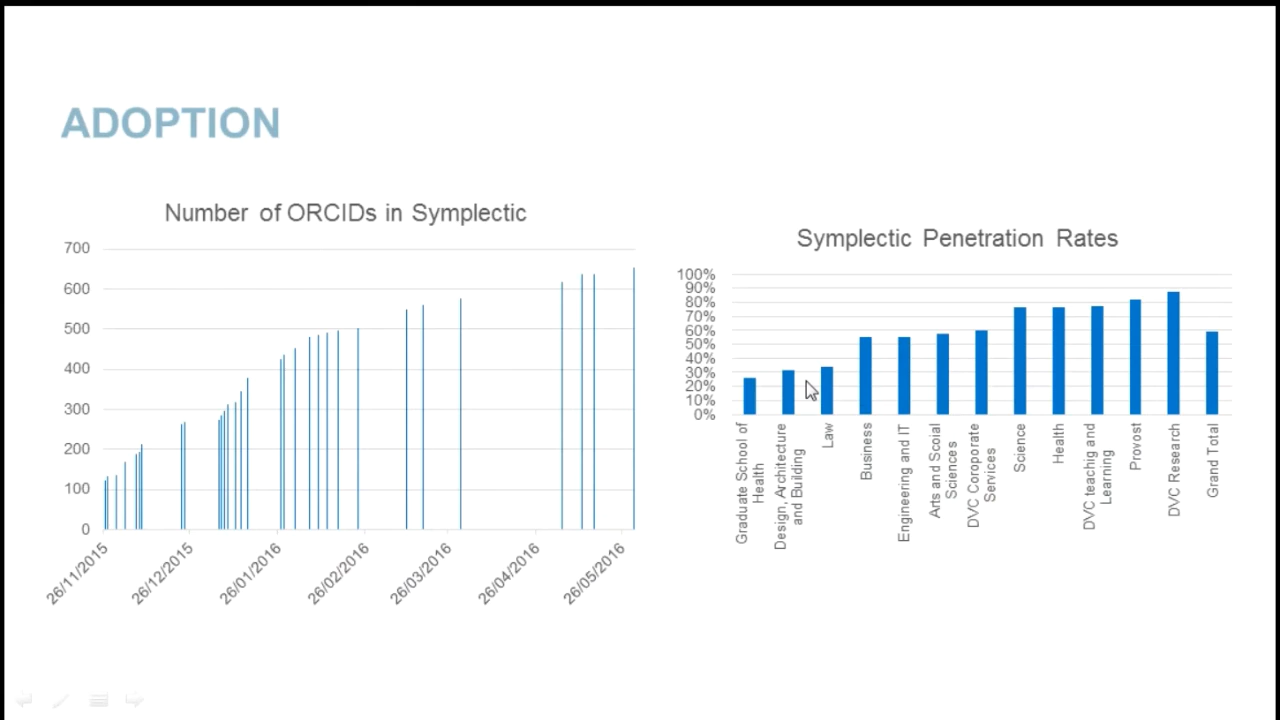 ADOPTION
Number of ORCIDs in Symplectic
700
600
500
400
300
200
100
0
26/11/2015
26/12/2015
26/01/2016
26/02/2016
26/03/2016
26/04/2016
26/05/2016
Symplectic Penetration Rates
100%
90%
80%
70%
60%
50%
40%
30%
20%
10%
0%
Graduate School of
Health
Design, Architecture
and Building
Law
Business
Engineering and IT
Arts and Scoial
Sciences
DVC Coroporate
Services
Science
Health
DVC teachig and
Learning
Provost
DVC Research
Grand Total